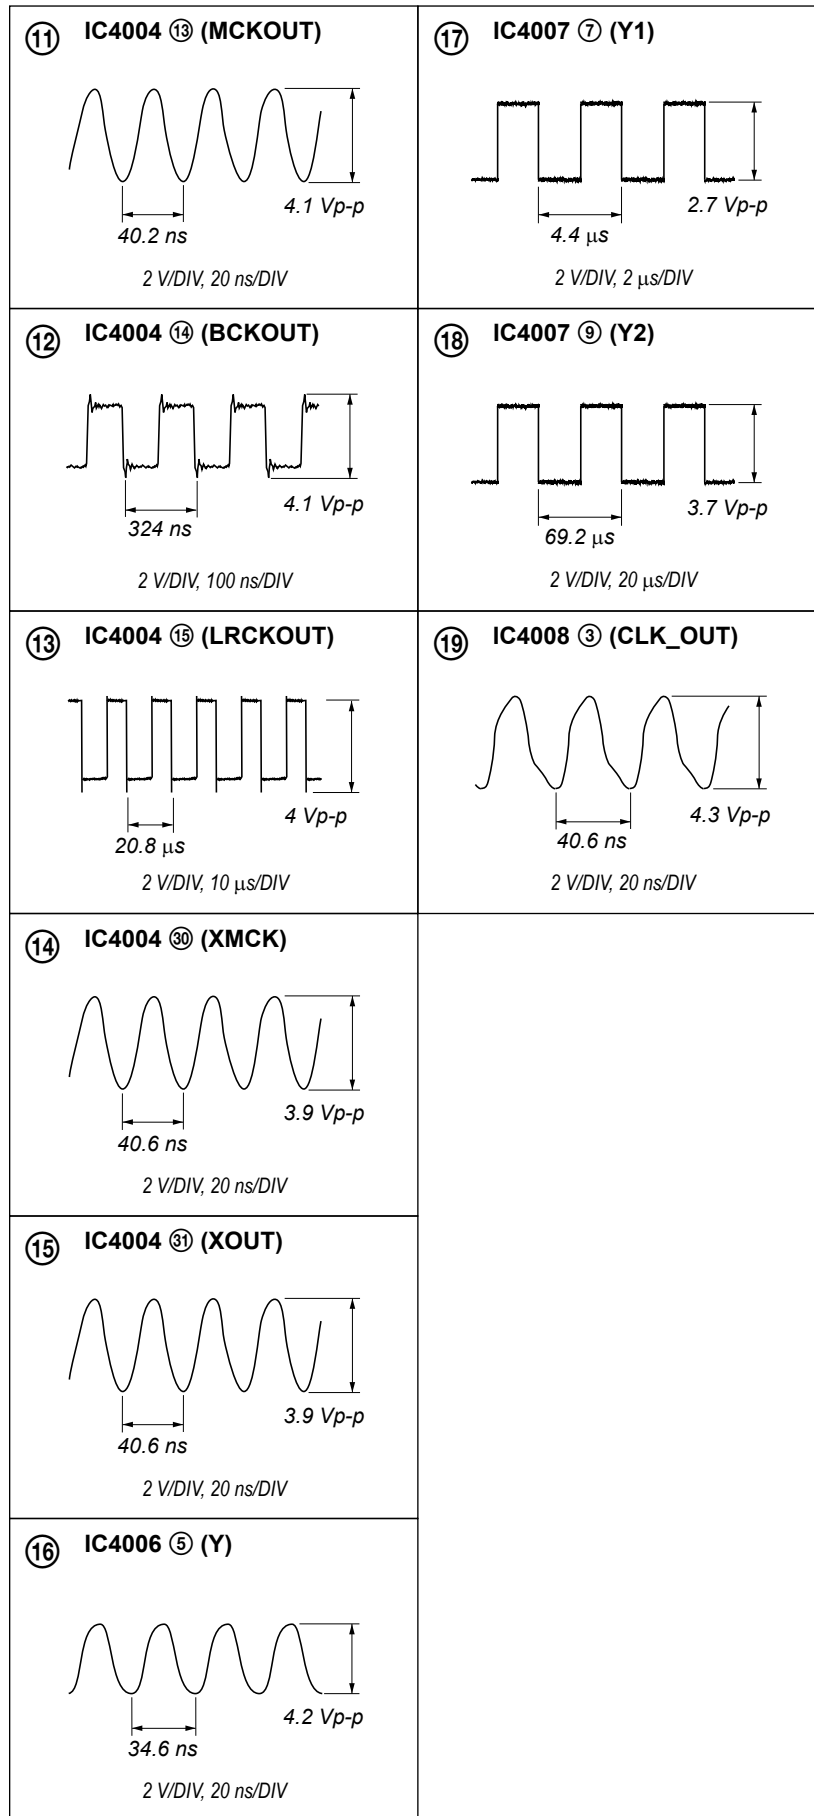 ⑪ IC4004 ⑬ (MCKOUT)
4.1 Vp-p
40.2 ns
2 V/DIV, 20 ns/DIV
⑫ IC4004 ⑭ (BCKOUT)
4.1 Vp-p
324 ns
2 V/DIV, 100 ns/DIV
⑬ IC4004 ⑮ (LRCKOUT)
4 Vp-p
20.8 µs
2 V/DIV, 10 µs/DIV
⑭ IC4004 ㉚ (XMCK)
3.9 Vp-p
40.6 ns
2 V/DIV, 20 ns/DIV
⑮ IC4004 ㉛ (XOUT)
3.9 Vp-p
40.6 ns
2 V/DIV, 20 ns/DIV
⑯ IC4006 ⑤ (Y)
4.2 Vp-p
34.6 ns
2 V/DIV, 20 ns/DIV
⑰ IC4007 ⑦ (Y1)
2.7 Vp-p
4.4 µs
2 V/DIV, 2 µs/DIV
⑱ IC4007 ⑨ (Y2)
3.7 Vp-p
69.2 µs
2 V/DIV, 20 µs/DIV
⑲ IC4008 ③ (CLK_OUT)
4.3 Vp-p
40.6 ns
2 V/DIV, 20 ns/DIV